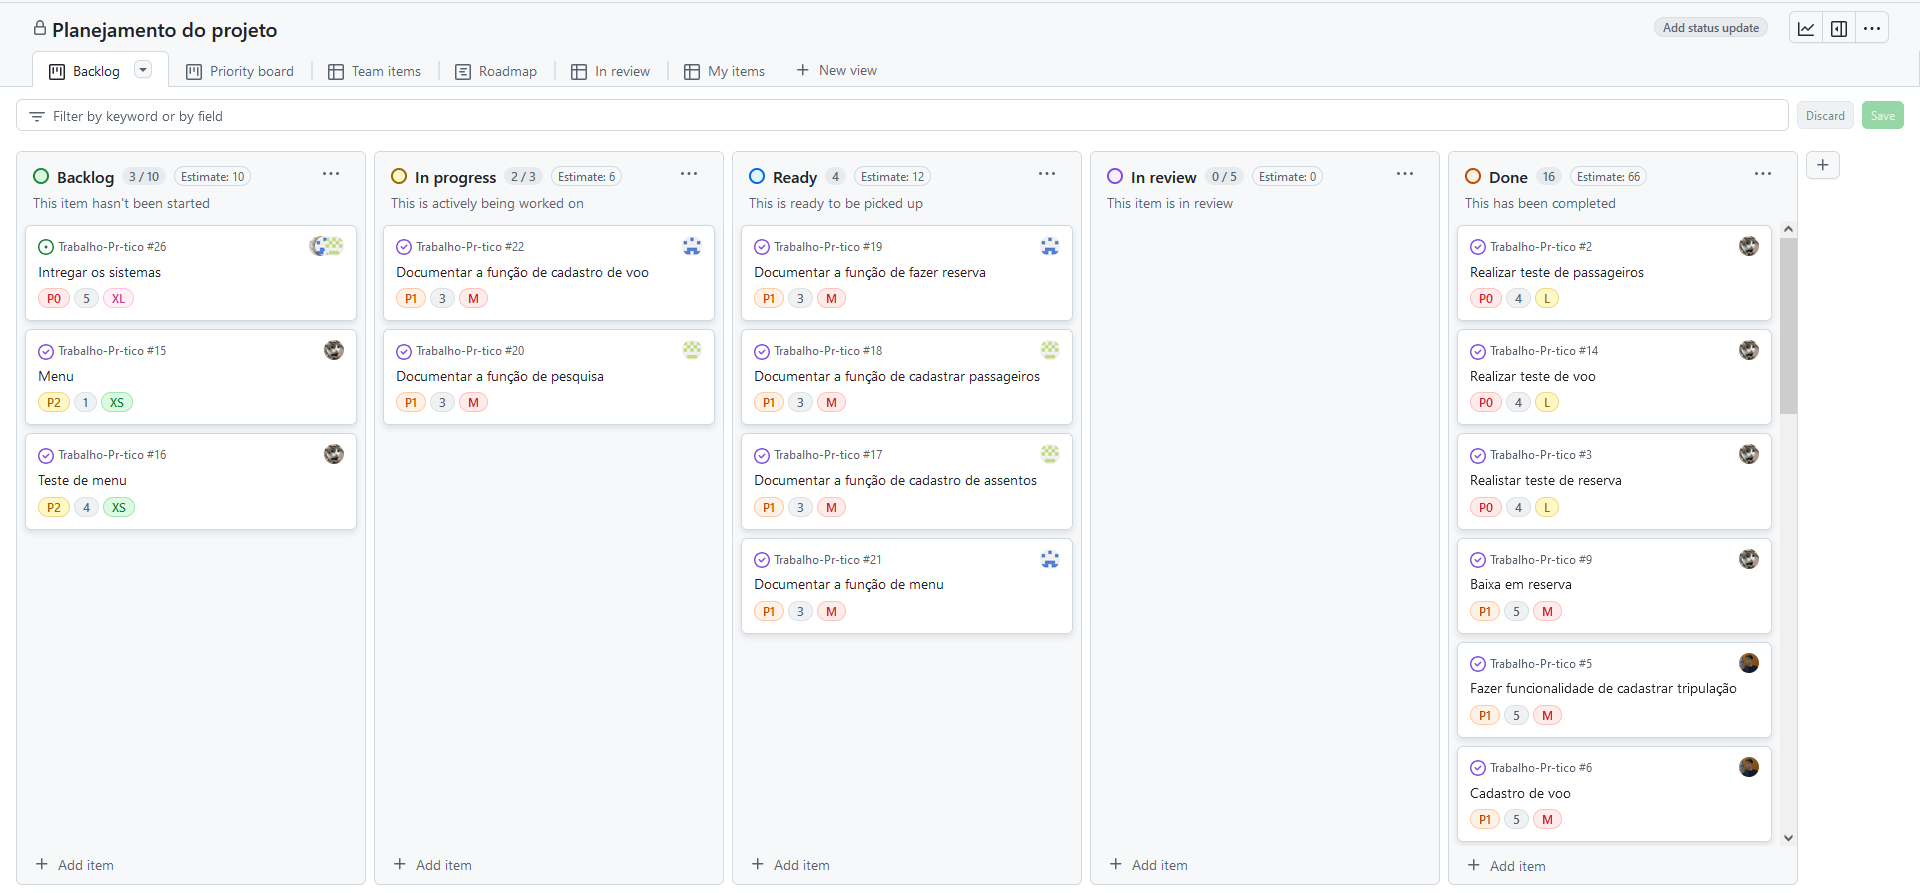 Planejamento do projeto
Add status update
Backlog
Priority board
Team items
Roadmap
In review
My items
New view
Filter by keyword or by field
Discard
Save
Backlog 3 / 10 Estimate: 10
This item hasn't been started
Trabalho-Pr-tico #26
Intregar os sistemas
P0 5 XL
Trabalho-Pr-tico #15
Menu
P2 1 XS
Trabalho-Pr-tico #16
Teste de menu
P2 4 XS
Add item
In progress 2 / 3 Estimate: 6
This is actively being worked on
Trabalho-Pr-tico #22
Documentar a função de cadastro de voo
P1 3 M
Trabalho-Pr-tico #20
Documentar a função de pesquisa
P1 3 M
Add item
Ready 4 Estimate: 12
This is ready to be picked up
Trabalho-Pr-tico #19
Documentar a função de fazer reserva
P1 3 M
Trabalho-Pr-tico #18
Documentar a função de cadastrar passageiros
P1 3 M
Trabalho-Pr-tico #17
Documentar a função de cadastro de assentos
P1 3 M
Trabalho-Pr-tico #21
Documentar a função de menu
P1 3 M
Add item
In review 0 / 5 Estimate: 0
This item is in review
Add item
Done 16 Estimate: 66
This has been completed
Trabalho-Pr-tico #2
Realizar teste de passageiros
P0 4 L
Trabalho-Pr-tico #14
Realizar teste de voo
P0 4 L
Trabalho-Pr-tico #3
Realistar teste de reserva
P0 4 L
Trabalho-Pr-tico #9
Baixa em reserva
P1 5 M
Trabalho-Pr-tico #5
Fazer funcionalidade de cadastrar tripulação
P1 5 M
Trabalho-Pr-tico #6
Cadastro de voo
P1 5 M
Add item